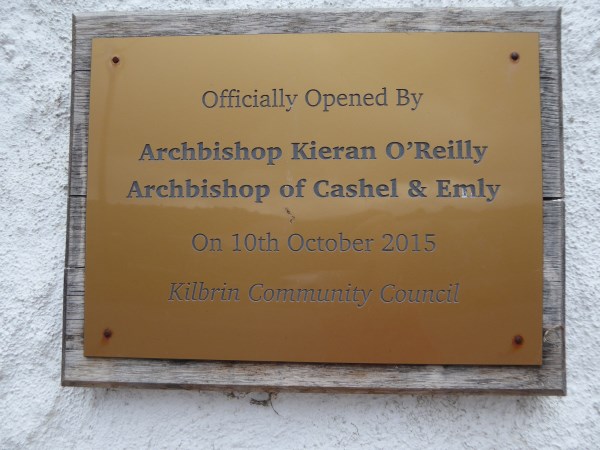 Officially Opened By
Archbishop Kieran O’Reilly
Archbishop of Cashel & Emly
On 10th October 2015
Kilbrin Community Council